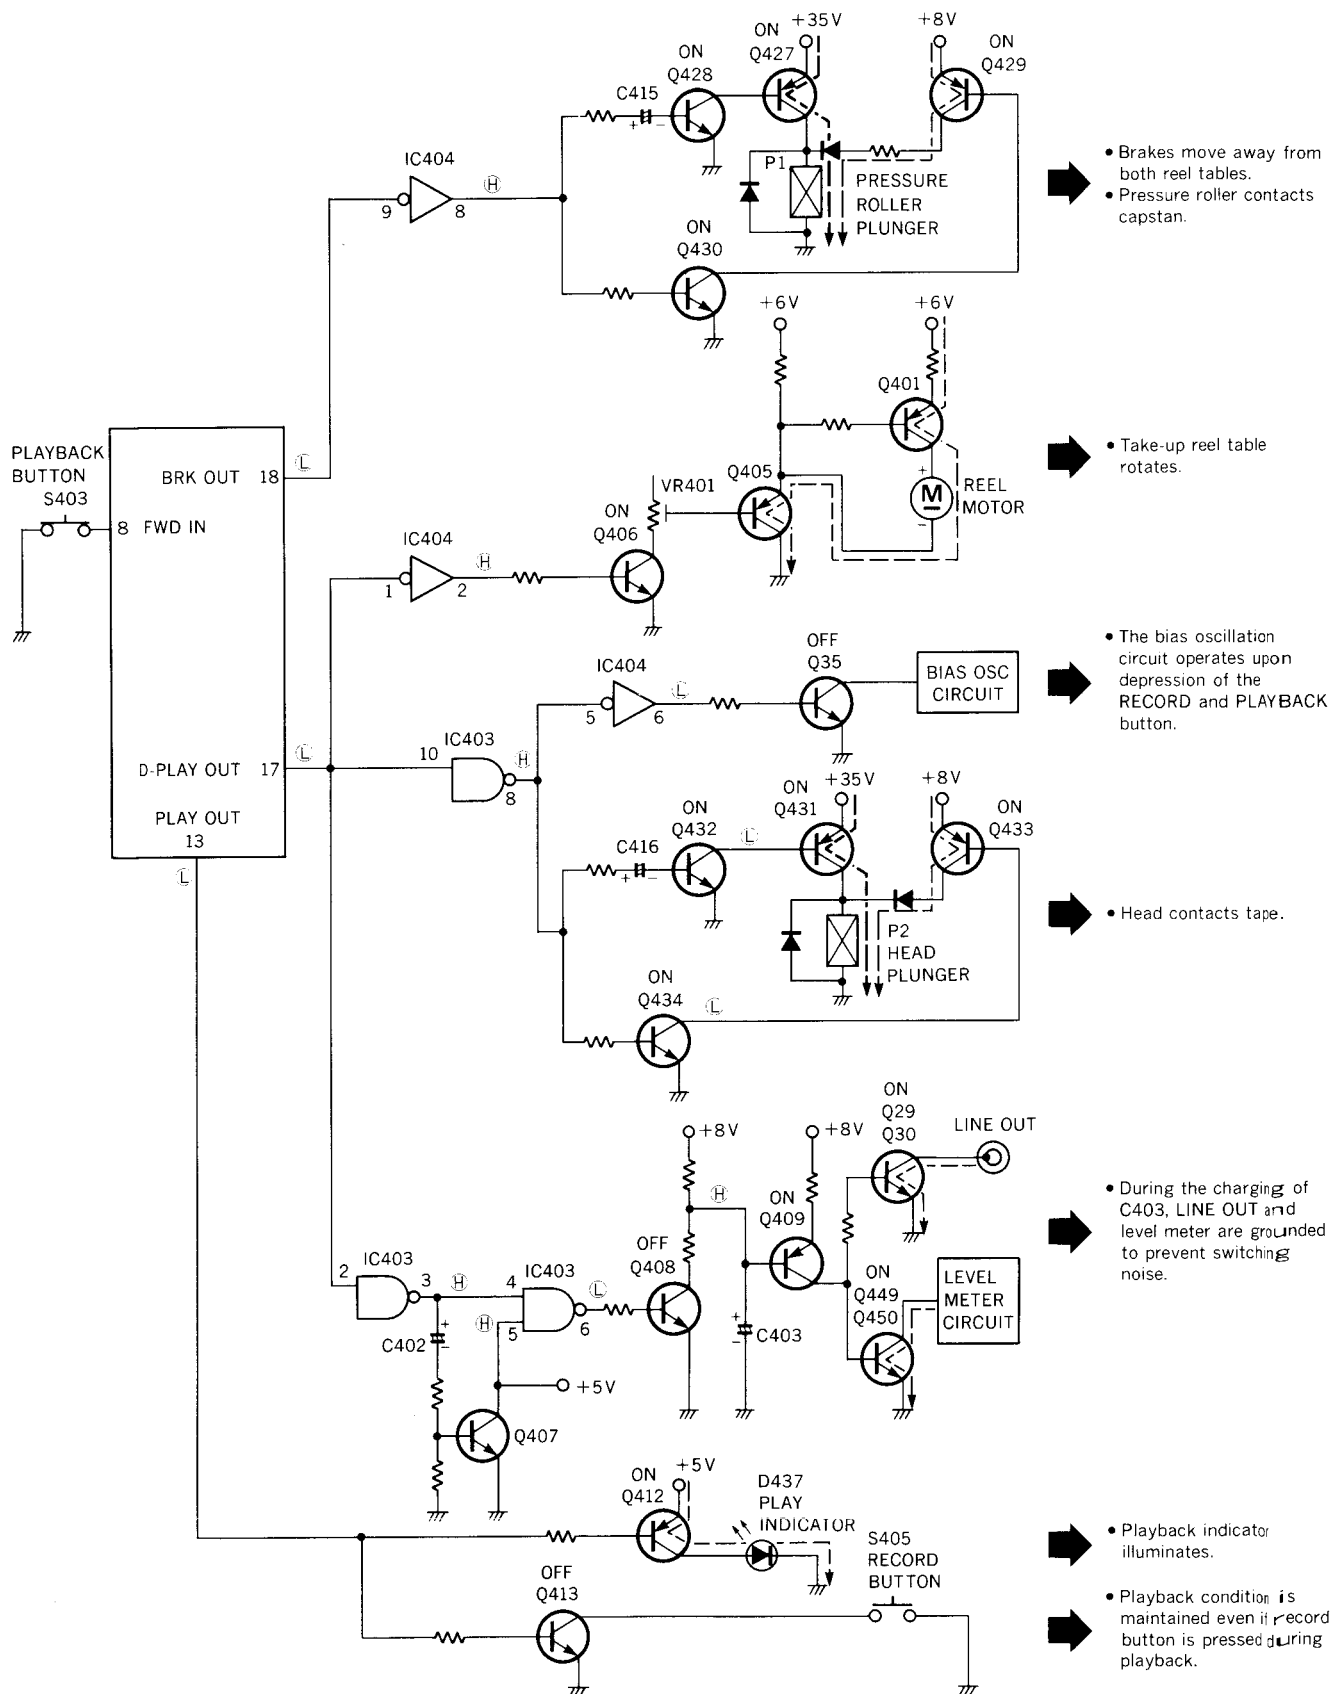 +35V
+8V
ON
Q427
ON
Q429
ON
Q428
C415
+ -
P1
PRESSURE
ROLLER
PLUNGER
IC404
9
8
Ⓗ
ON
Q430
• Brakes move away from
both reel tables.
• Pressure roller contacts
capstan.
+6V
+6V
Q401
Q405
VR401
ON
Q406
+
M
-
REEL
MOTOR
• Take-up reel table
rotates.
PLAYBACK
BUTTON
S403
8 FWD IN
BRK OUT 18
Ⓛ
IC404
1
2
Ⓗ
D-PLAY OUT 17
Ⓛ
PLAY OUT
13
Ⓛ
IC404
5
6
Ⓛ
OFF
Q35
BIAS OSC
CIRCUIT
• The bias oscillation
circuit operates upon
depression of the
RECORD and PLAYBACK
button.
IC403
10
8
Ⓗ
+35V
+8V
ON
Q431
ON
Q433
ON
Q432
Ⓛ
C416
+ -
P2
HEAD
PLUNGER
ON
Q434
Ⓛ
• Head contacts tape.
+8V
+8V
ON
Q29
Q30
LINE OUT
Ⓗ
ON
Q409
OFF
Q408
ON
Q449
Q450
LEVEL
METER
CIRCUIT
+
-
C403
• During the charging of
C403, LINE OUT and
level meter are grounded
to prevent switching
noise.
IC403
2
3
Ⓗ
IC403
4
5
6
Ⓗ
Ⓛ
+
-
C402
+5V
Q407
+5V
ON
Q412
D437
PLAY
INDICATOR
• Playback indicator
illuminates.
OFF
Q413
S405
RECORD
BUTTON
• Playback condition is
maintained even if record
button is pressed during
playback.